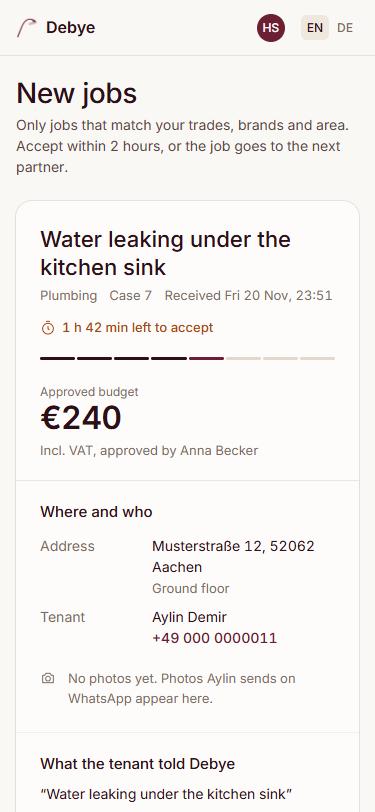 Debye
HS
EN
DE
New jobs
Only jobs that match your trades, brands and area.
Accept within 2 hours, or the job goes to the next
partner.
Water leaking under the
kitchen sink
Plumbing Case 7 Received Fri 20 Nov, 23:51
1 h 42 min left to accept
Approved budget
€240
Incl. VAT, approved by Anna Becker
Where and who
Address
Musterstraße 12, 52062
Aachen
Ground floor
Tenant
Aylin Demir
+49 000 0000011
No photos yet. Photos Aylin sends on
WhatsApp appear here.
What the tenant told Debye
“Water leaking under the kitchen sink”